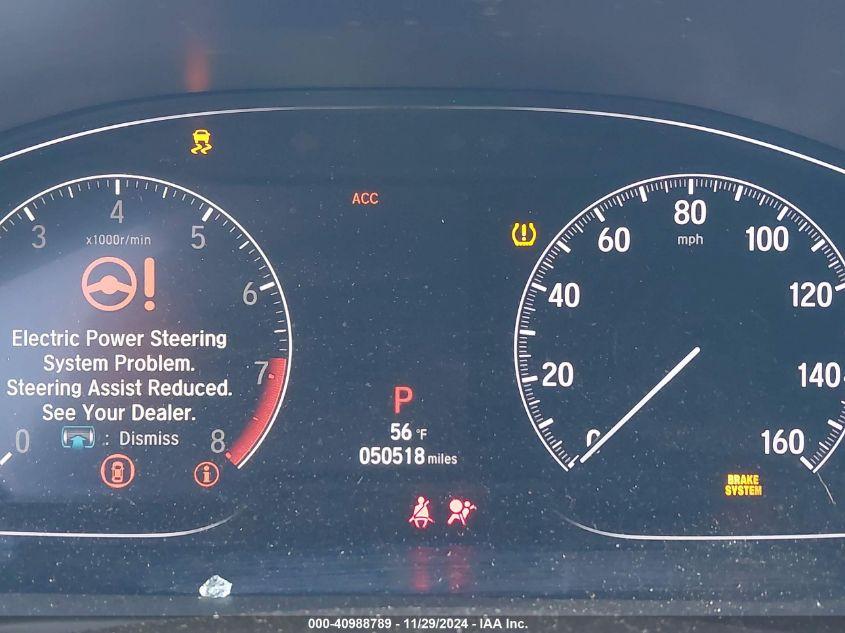 ACC
3
4
5
x1000r/min
6
Electric Power Steering
System Problem.
Steering Assist Reduced.
See Your Dealer.
: Dismiss
7
0
8
P
56 °F
050518 miles
80
mph
60
100
40
120
20
140
0
160
BRAKE
SYSTEM
000-40988789 - 11/29/2024 - IAA Inc.